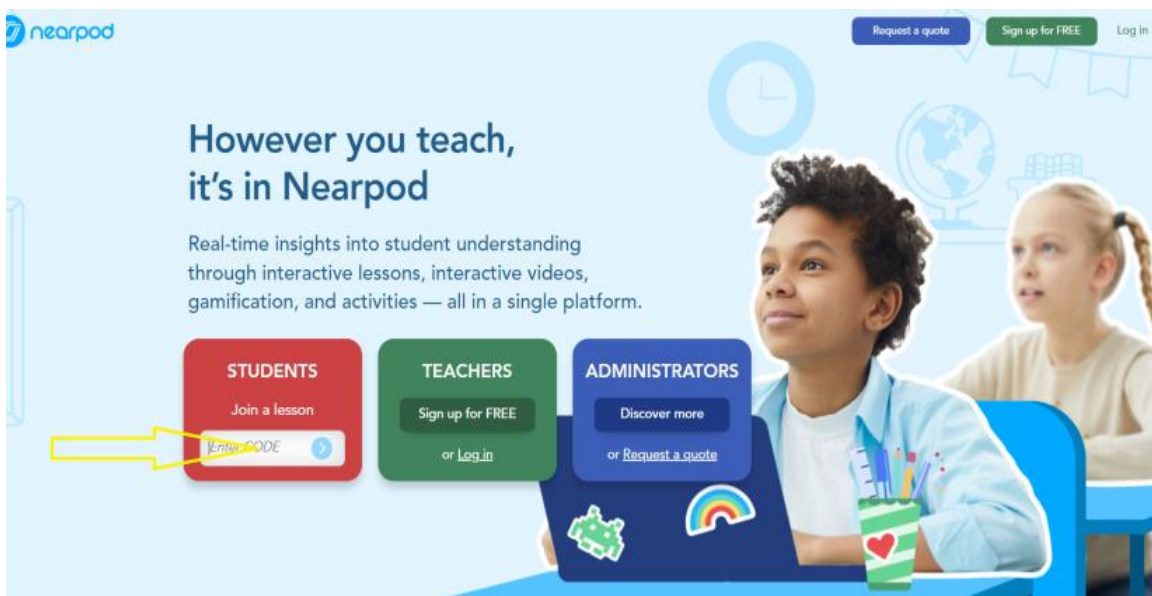 nearpod
Request a quote
Sign up for FREE
Log in
However you teach,
it's in Nearpod
Real-time insights into student understanding
through interactive lessons, interactive videos,
gamification, and activities — all in a single platform.
STUDENTS
Join a lesson
Enter CODE
TEACHERS
Sign up for FREE
or Log in
ADMINISTRATORS
Discover more
or Request a quote